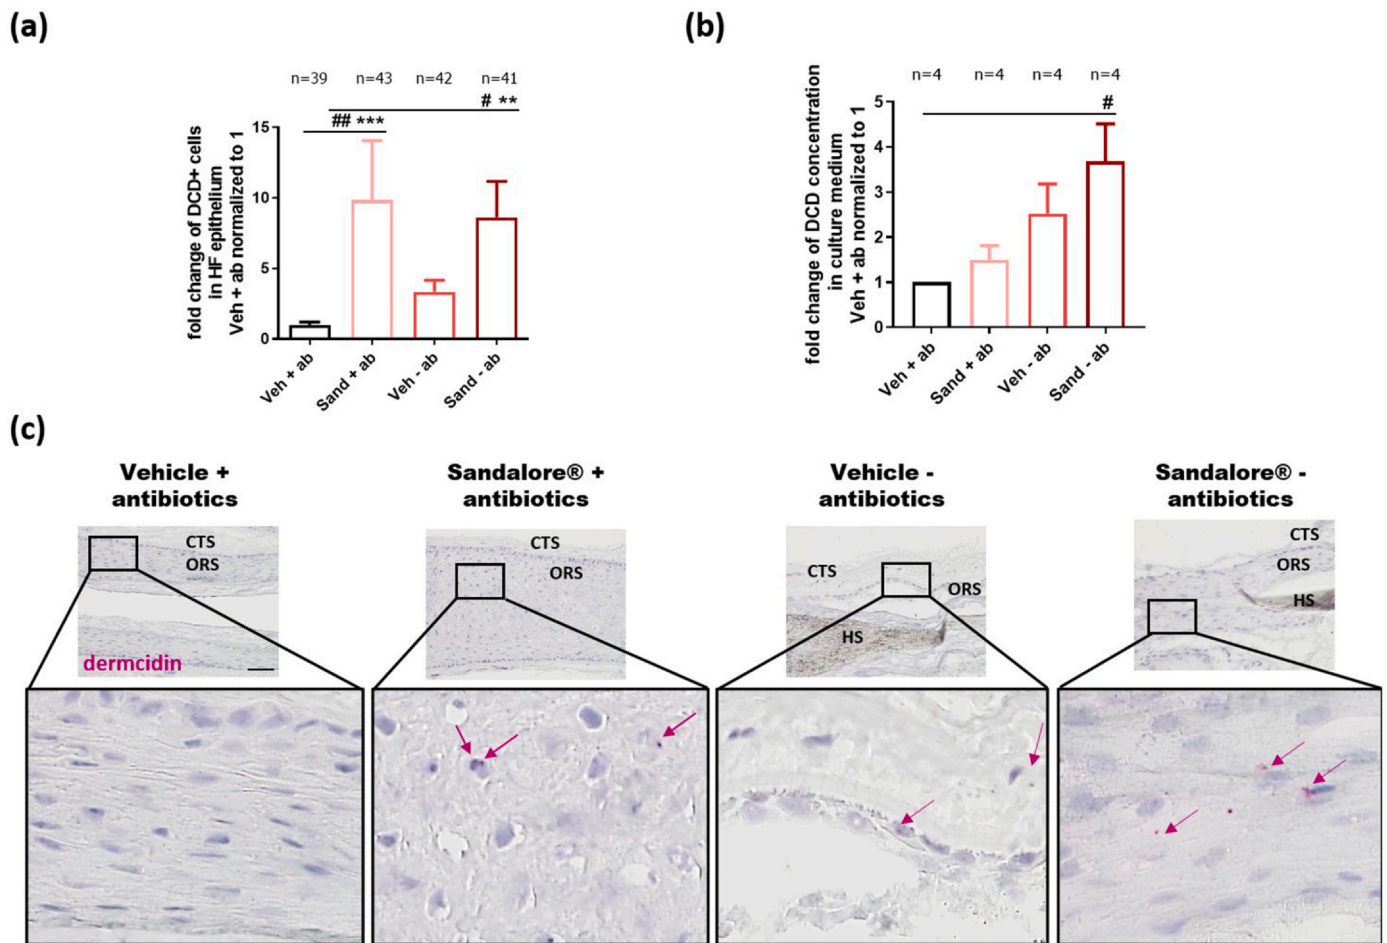 (a)
n=39 n=43 n=42 n=41
# **
## ***
fold change of DCD+ cells
in HF epithelium
Veh + ab normalized to 1
15
10
5
0
Veh + ab
Sand + ab
Veh - ab
Sand - ab
(b)
n=4 n=4 n=4 n=4
#
fold change of DCD concentration
in culture medium
Veh + ab normalized to 1
5
4
3
2
1
0
Veh + ab
Sand + ab
Veh - ab
Sand - ab
(c)
Vehicle +
antibiotics
CTS
ORS
dermcidin
Sandalore® +
antibiotics
CTS
ORS
Vehicle -
antibiotics
CTS
ORS
HS
Sandalore® -
antibiotics
CTS
ORS
HS